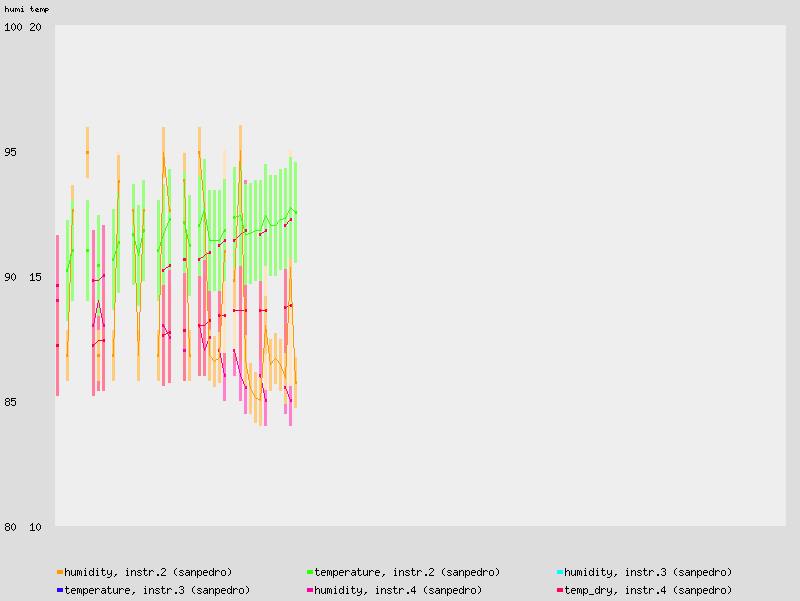 humi temp
100 20
95
90 15
85
80 10
humidity, instr.2 (sanpedro) temperature, instr.2 (sanpedro) humidity, instr.3 (sanpedro)
temperature, instr.3 (sanpedro) humidity, instr.4 (sanpedro) temp_dry, instr.4 (sanpedro)